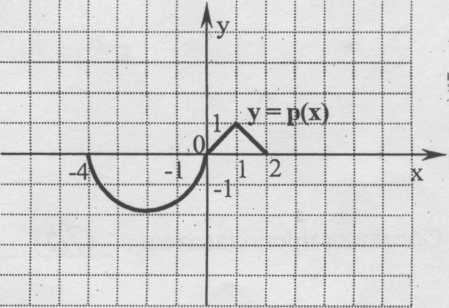 y
1 y = p(x)
0
-4 -1 1 2 x
-1